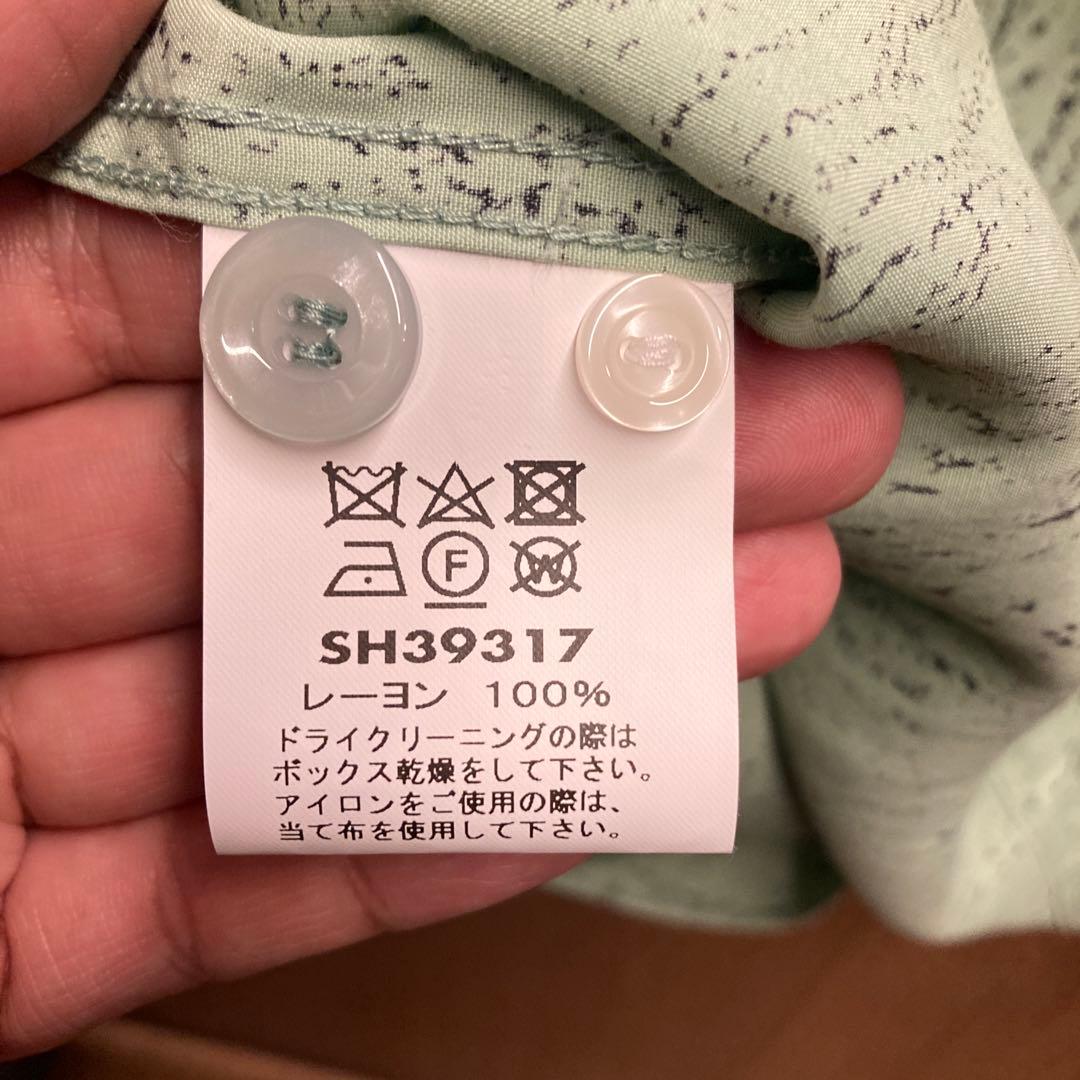 F W
SH39317
レーヨン 100%
ドライクリーニングの際は
ボックス乾燥をして下さい。
アイロンをご使用の際は、
当て布を使用して下さい。